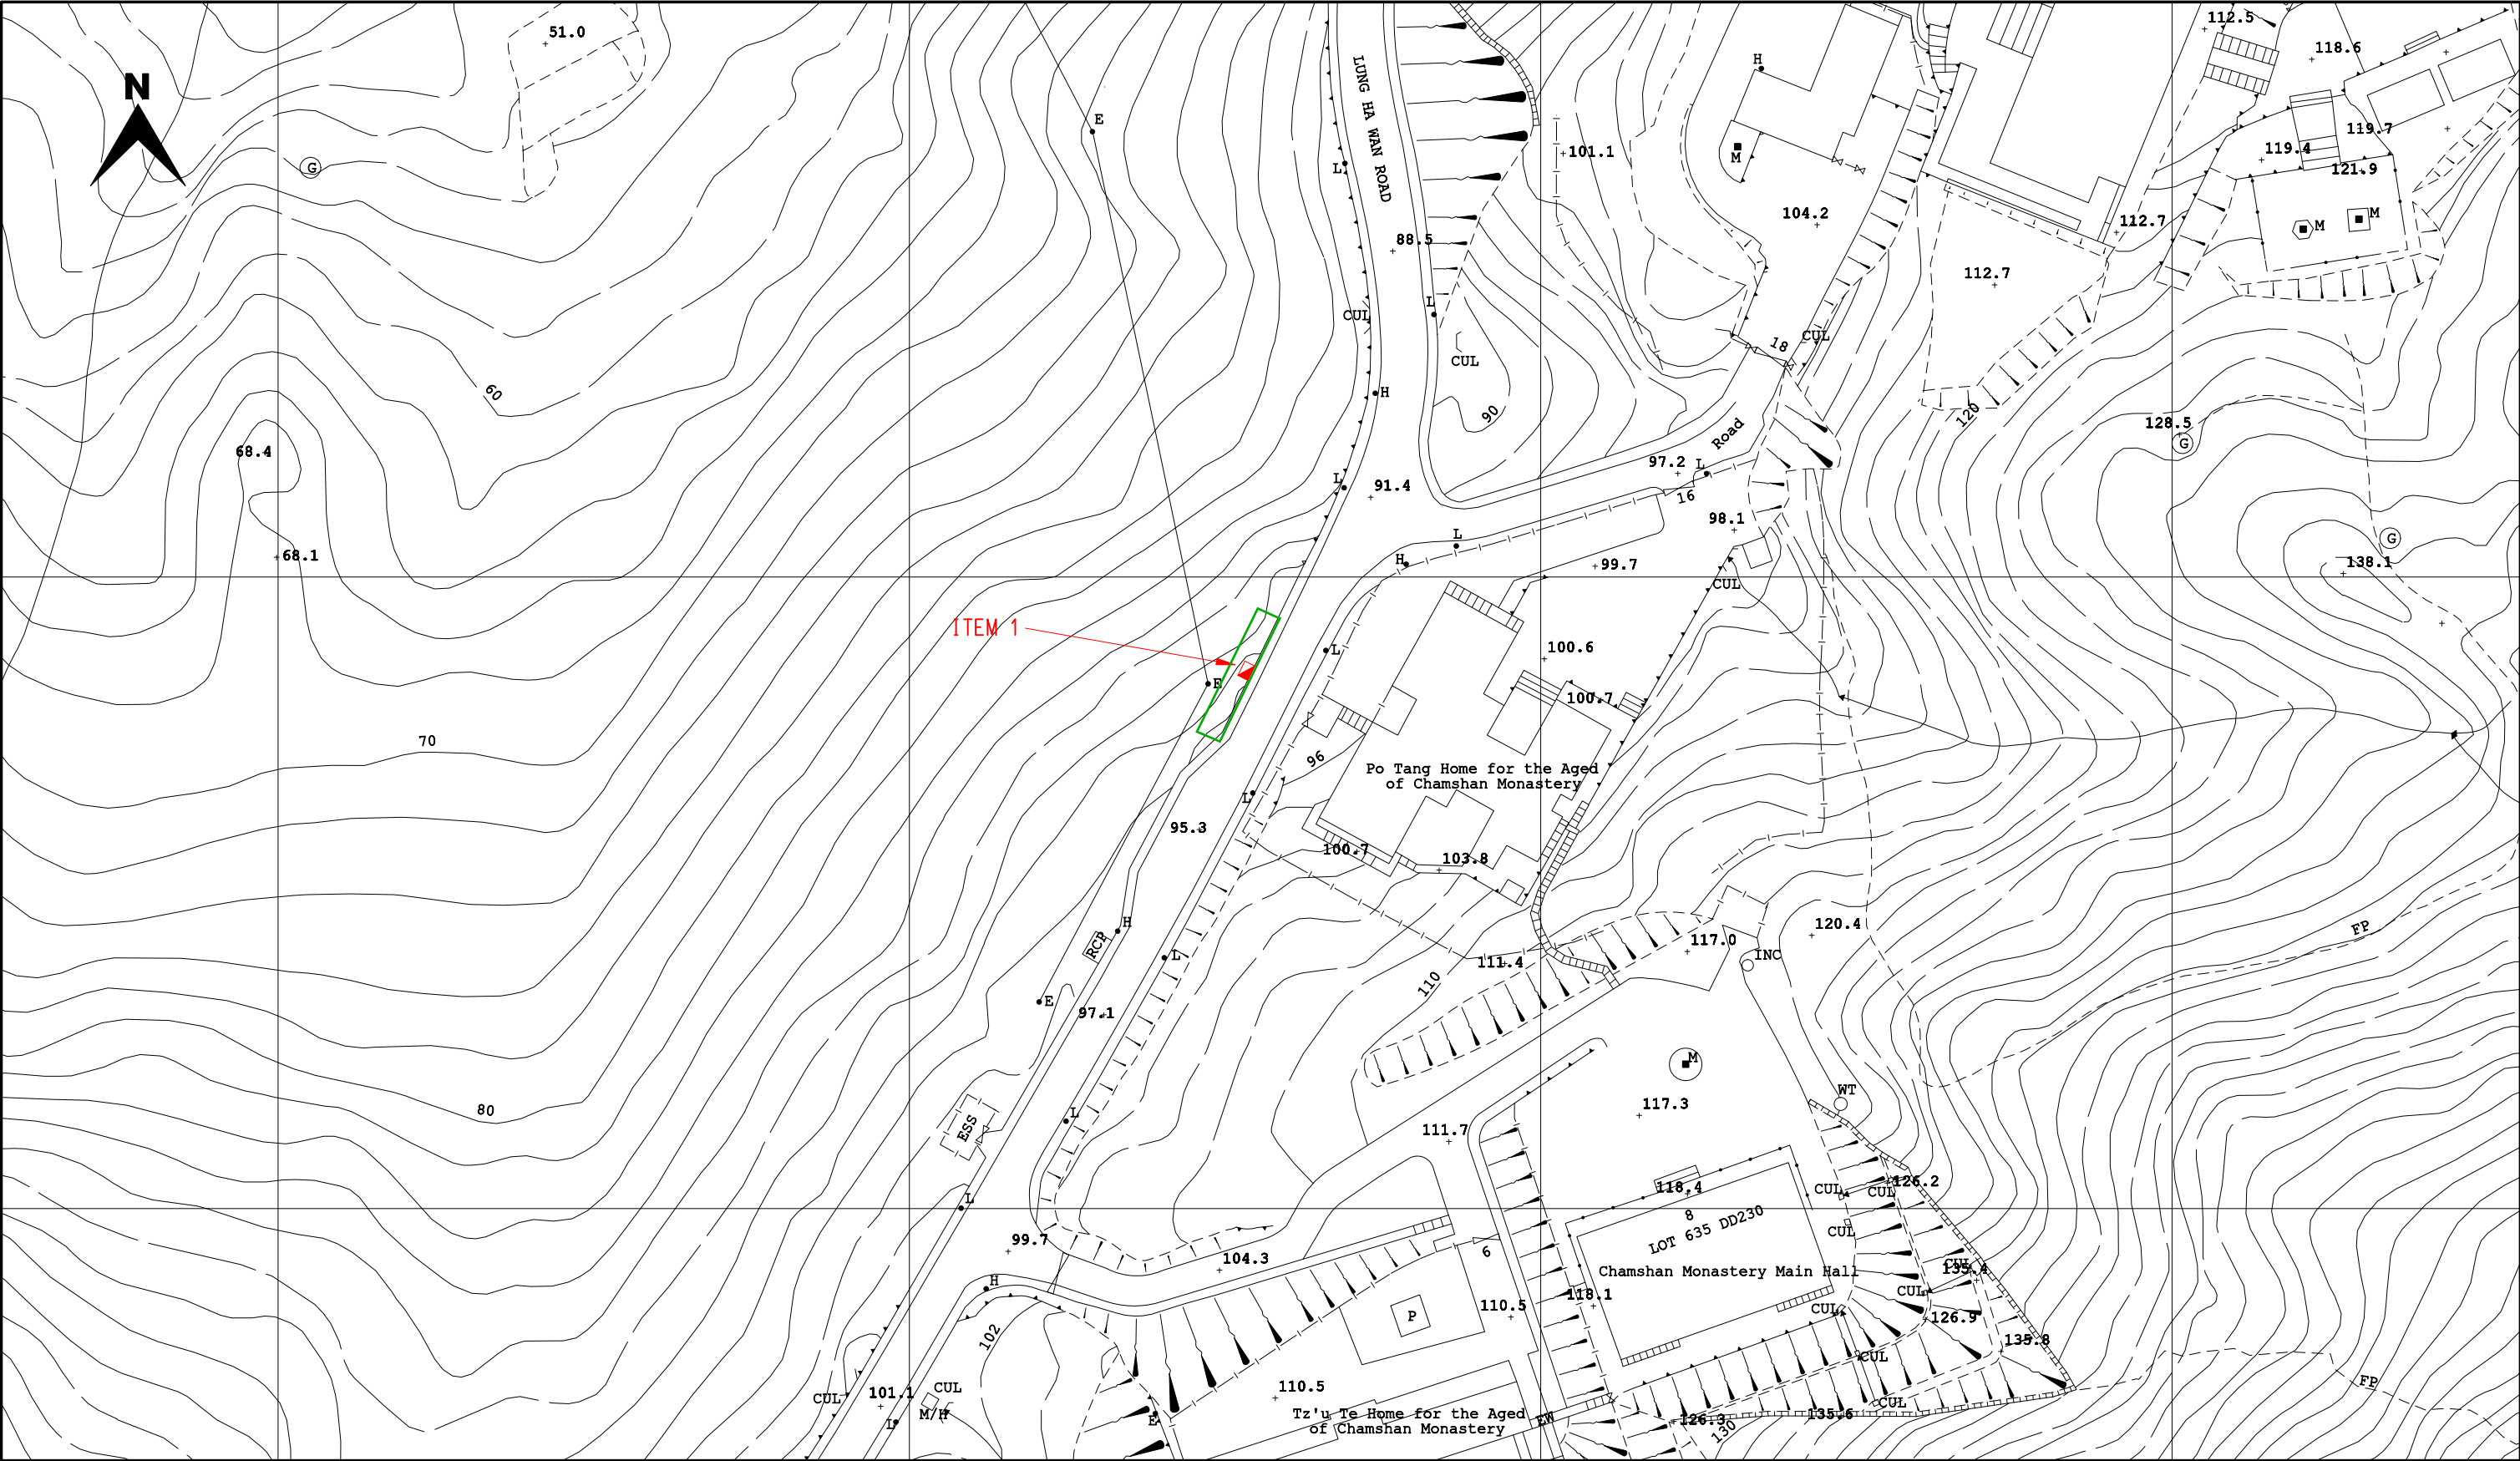 51.0
112.5
118.6
N
LUNG HA WAN ROAD
H
E
G
L
101.1
M
119.7
119.4
121.9
104.2
M
M
112.7
88.5
112.7
L
CUL
CUL
18
CUL
60
H
90
Road
120
128.5
G
68.4
97.2
L
L
91.4
16
98.1
68.1
H
L
99.7
CUL
G
138.1
ITEM 1
L
100.6
E
100.7
70
96
Po Tang Home for the Aged
of Chamshan Monastery
L
95.3
100.7
103.8
H
RCP
L
111.4
117.0
120.4
INC
FP
E
97.1
110
M
WT
80
ESS
L
111.7
117.3
L
118.4
CUL
CUL
126.2
8
LOT 635 DD230
CUL
99.7
104.3
6
Chamshan Monastery Main Hall
CUL
135.4
H
118.1
CUL
110.5
P
CUL
126.9
135.8
102
CUL
FP
CUL
101.1
CUL
M/H
L
110.5
E
Tz'u Te Home for the Aged
of Chamshan Monastery
EW
126.3
130
135.6
CUL